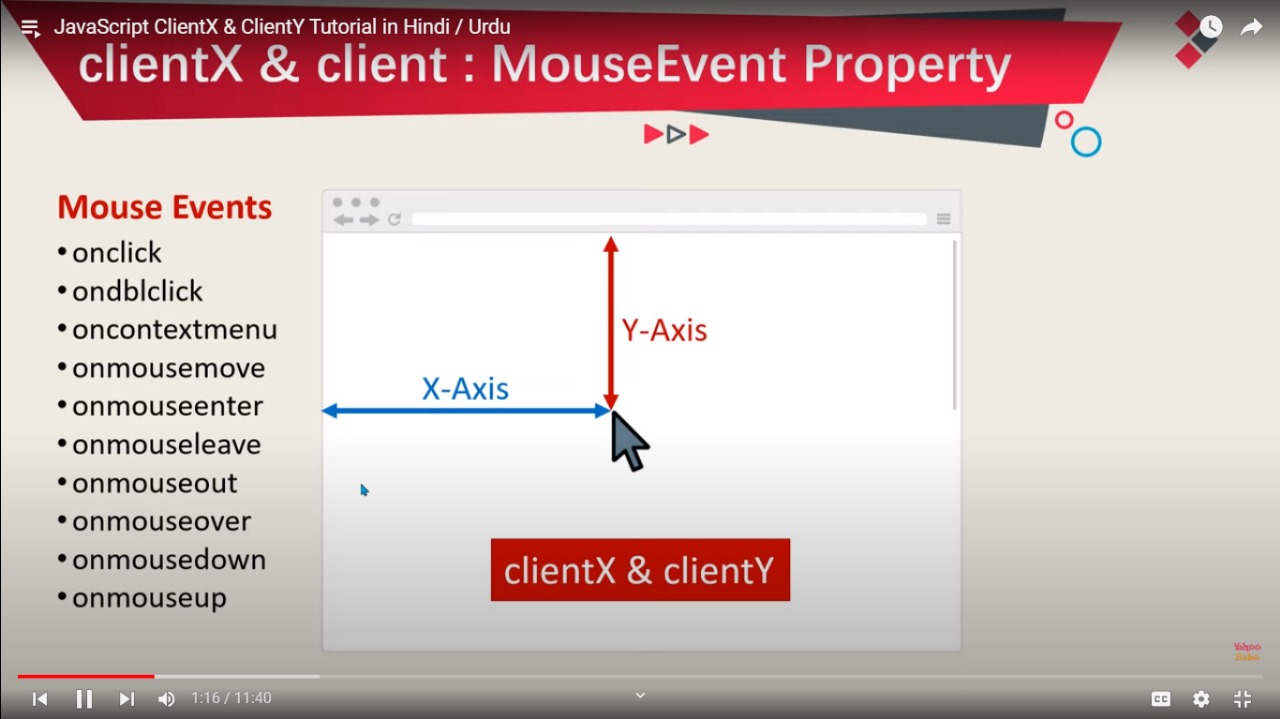 JavaScript ClientX & ClientY Tutorial in Hindi / Urdu
clientX & client : MouseEvent Property
Mouse Events
• onclick
• ondblclick
• oncontextmenu
• onmousemove
• onmouseenter
• onmouseleave
• onmouseout
• onmouseover
• onmousedown
• onmouseup
Y-Axis
X-Axis
clientX & clientY
Yahoo
Baba
1:16 / 11:40
CC